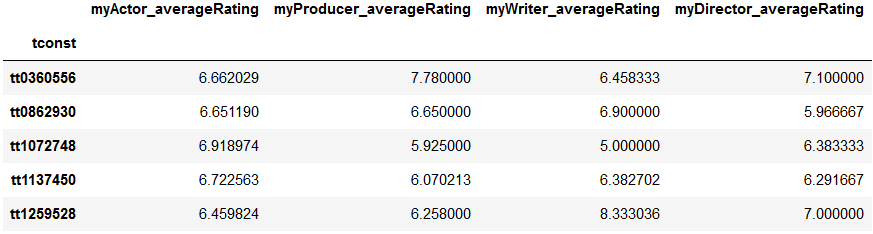 myActor_averageRating myProducer_averageRating myWriter_averageRating myDirector_averageRating
tconst
tt0360556 6.662029 7.780000 6.458333 7.100000
tt0862930 6.651190 6.650000 6.900000 5.966667
tt1072748 6.918974 5.925000 5.000000 6.383333
tt1137450 6.722563 6.070213 6.382702 6.291667
tt1259528 6.459824 6.258000 8.333036 7.000000